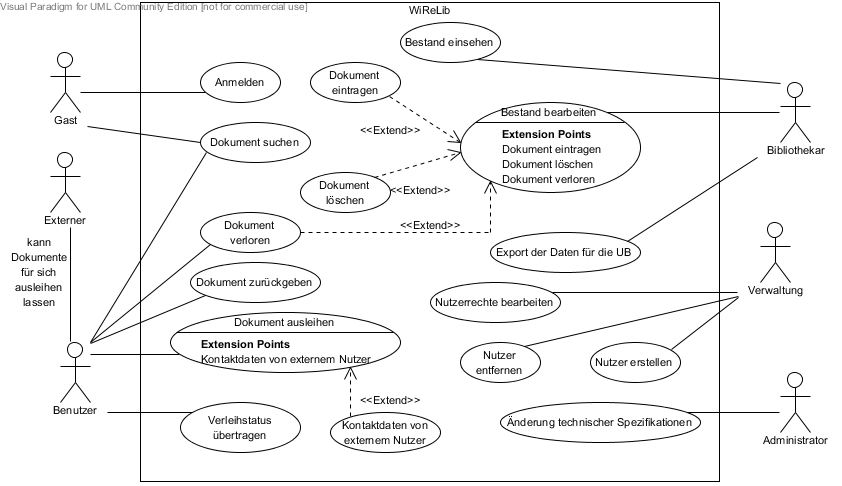 Visual Paradigm for UML Community Edition [not for commercial use]
WiReLib
Bestand einsehen
Anmelden
Dokument
eintragen
Gast
Bestand bearbeiten
Extension Points
Dokument eintragen
Dokument löschen
Dokument verloren
<<Extend>>
Bibliothekar
Dokument suchen
Externer
Dokument
löschen
<<Extend>>
kann
Dokumente
für sich
ausleihen
lassen
Dokument
verloren
<<Extend>>
Export der Daten für die UB
Dokument zurückgeben
Nutzerrechte bearbeiten
Verwaltung
Dokument ausleihen
Extension Points
Kontaktdaten von externem Nutzer
Nutzer
entfernen
Nutzer erstellen
Benutzer
<<Extend>>
Verleihstatus
übertragen
Kontaktdaten von
externem Nutzer
Änderung technischer Spezifikationen
Administrator